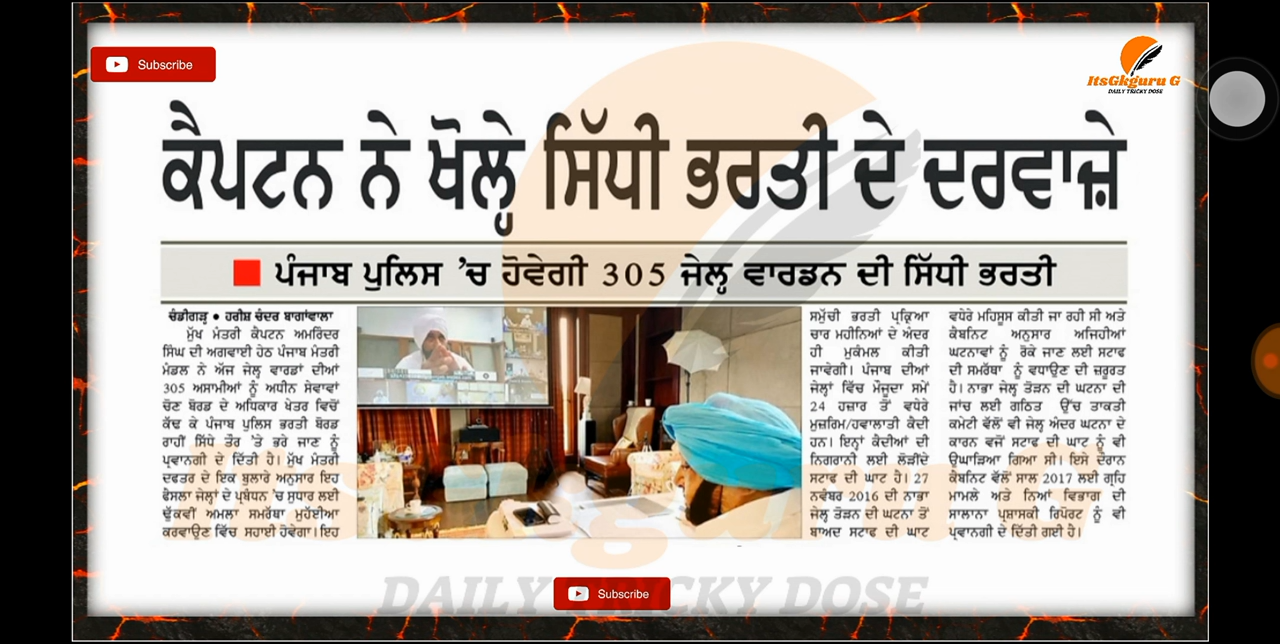 Subscribe
ItsGkguru G
DAILY TRICKY DOSE
ਕੈਪਟਨ ਨੇ ਖੋਲ੍ਹੇ ਸਿੱਧੀ ਭਰਤੀ ਦੇ ਦਰਵਾਜ਼ੇ
ਪੰਜਾਬ ਪੁਲਿਸ 'ਚ ਹੋਵੇਗੀ 305 ਜੇਲ੍ਹ ਵਾਰਡਨ ਦੀ ਸਿੱਧੀ ਭਰਤੀ
ਚੰਡੀਗੜ੍ਹ • ਹਰੀਸ਼ ਚੰਦਰ ਬਾਗਾਂਵਾਲਾ
ਮੁੱਖ ਮੰਤਰੀ ਕੈਪਟਨ ਅਮਰਿੰਦਰ
ਸਿੰਘ ਦੀ ਅਗਵਾਈ ਹੇਠ ਪੰਜਾਬ ਮੰਤਰੀ
ਮੰਡਲ ਨੇ ਅੱਜ ਜੇਲ੍ਹ ਵਾਰਡਾਂ ਦੀਆਂ
305 ਅਸਾਮੀਆਂ ਨੂੰ ਅਧੀਨ ਸੇਵਾਵਾਂ
ਚੋਣ ਬੋਰਡ ਦੇ ਅਧਿਕਾਰ ਖੇਤਰ ਵਿਚੋਂ
ਕੱਢ ਕੇ ਪੰਜਾਬ ਪੁਲਿਸ ਭਰਤੀ ਬੋਰਡ
ਰਾਹੀਂ ਸਿੱਧੇ ਤੌਰ 'ਤੇ ਭਰੇ ਜਾਣ ਨੂੰ
ਪ੍ਰਵਾਨਗੀ ਦੇ ਦਿੱਤੀ ਹੈ। ਮੁੱਖ ਮੰਤਰੀ
ਦਫਤਰ ਦੇ ਇਕ ਬੁਲਾਰੇ ਅਨੁਸਾਰ ਇਹ
ਫੈਸਲਾ ਜੇਲ੍ਹਾਂ ਦੇ ਪ੍ਰਬੰਧਨ 'ਚ ਸੁਧਾਰ ਲਈ
ਢੁੱਕਵੀਂ ਅਮਲਾ ਸਮਰੱਥਾ ਮੁਹੱਈਆ
ਕਰਵਾਉਣ ਵਿੱਚ ਸਹਾਈ ਹੋਵੇਗਾ। ਇਹ
ਸਮੁੱਚੀ ਭਰਤੀ ਪ੍ਰਕ੍ਰਿਆ
ਚਾਰ ਮਹੀਨਿਆਂ ਦੇ ਅੰਦਰ
ਹੀ ਮੁਕੰਮਲ ਕੀਤੀ
ਜਾਵੇਗੀ। ਪੰਜਾਬ ਦੀਆਂ
ਜੇਲ੍ਹਾਂ ਵਿੱਚ ਮੌਜੂਦਾ ਸਮੇਂ
24 ਹਜ਼ਾਰ ਤੋਂ ਵਧੇਰੇ
ਮੁਜ਼ਰਿਮ/ਹਵਾਲਾਤੀ ਕੈਦੀ
ਹਨ। ਇਨ੍ਹਾਂ ਕੈਦੀਆਂ ਦੀ
ਨਿਗਰਾਨੀ ਲਈ ਲੋੜੀਂਦੇ
ਸਟਾਫ ਦੀ ਘਾਟ ਹੈ। 27
ਨਵੰਬਰ 2016 ਦੀ ਨਾਭਾ
ਜੇਲ੍ਹ ਤੋੜਨ ਦੀ ਘਟਨਾ ਤੋਂ
ਬਾਅਦ ਸਟਾਫ ਦੀ ਘਾਟ
ਵਧੇਰੇ ਮਹਿਸੂਸ ਕੀਤੀ ਜਾ ਰਹੀ ਸੀ ਅਤੇ
ਕੈਬਨਿਟ ਅਨੁਸਾਰ ਅਜਿਹੀਆਂ
ਘਟਨਾਵਾਂ ਨੂੰ ਰੋਕੇ ਜਾਣ ਲਈ ਸਟਾਫ
ਦੀ ਸਮਰੱਥਾ ਨੂੰ ਵਧਾਉਣ ਦੀ ਜ਼ਰੂਰਤ
ਹੈ। ਨਾਭਾ ਜੇਲ੍ਹ ਤੋੜਨ ਦੀ ਘਟਨਾ ਦੀ
ਜਾਂਚ ਲਈ ਗਠਿਤ ਉੱਚ ਤਾਕਤੀ
ਕਮੇਟੀ ਵੱਲੋਂ ਵੀ ਜੇਲ੍ਹ ਅੰਦਰ ਘਟਨਾ ਦੇ
ਕਾਰਨ ਵਜੋਂ ਸਟਾਫ ਦੀ ਘਾਟ ਨੂੰ ਵੀ
ਉਘਾੜਿਆ ਗਿਆ ਸੀ। ਇਸੇ ਦੌਰਾਨ
ਕੈਬਨਿਟ ਵੱਲੋਂ ਸਾਲ 2017 ਲਈ ਗ੍ਰਹਿ
ਮਾਮਲੇ ਅਤੇ ਨਿਆਂ ਵਿਭਾਗ ਦੀ
ਸਾਲਾਨਾ ਪ੍ਰਸ਼ਾਸਕੀ ਰਿਪੋਰਟ ਨੂੰ ਵੀ
ਪ੍ਰਵਾਨਗੀ ਦੇ ਦਿੱਤੀ ਗਈ ਹੈ।
DAILY TRICKY DOSE
Subscribe